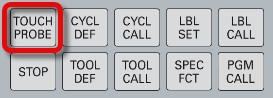 TOUCH PROBE
CYCL DEF
CYCL CALL
LBL SET
LBL CALL
STOP
TOOL DEF
TOOL CALL
SPEC FCT
PGM CALL